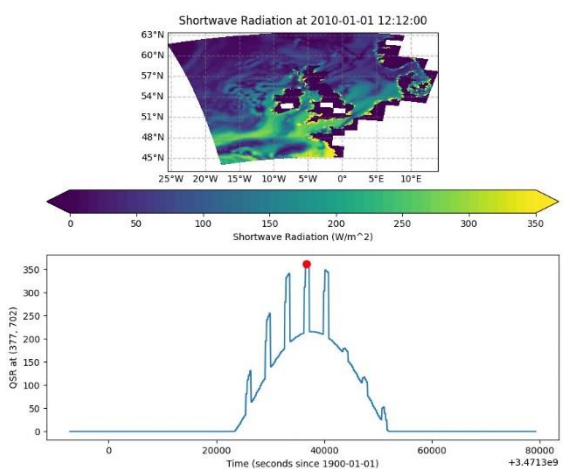 Shortwave Radiation at 2010-01-01 12:12:00
63°N
60°N
57°N
54°N
51°N
48°N
45°N
25°W 20°W 15°W 10°W 5°W 0° 5°E 10°E
0 50 100 150 200 250 300 350
Shortwave Radiation (W/m^2)
350
300
250
200
150
100
50
0
QSR at (377, 702)
0 20000 40000 60000 80000
Time (seconds since 1900-01-01)
+3.4713e9